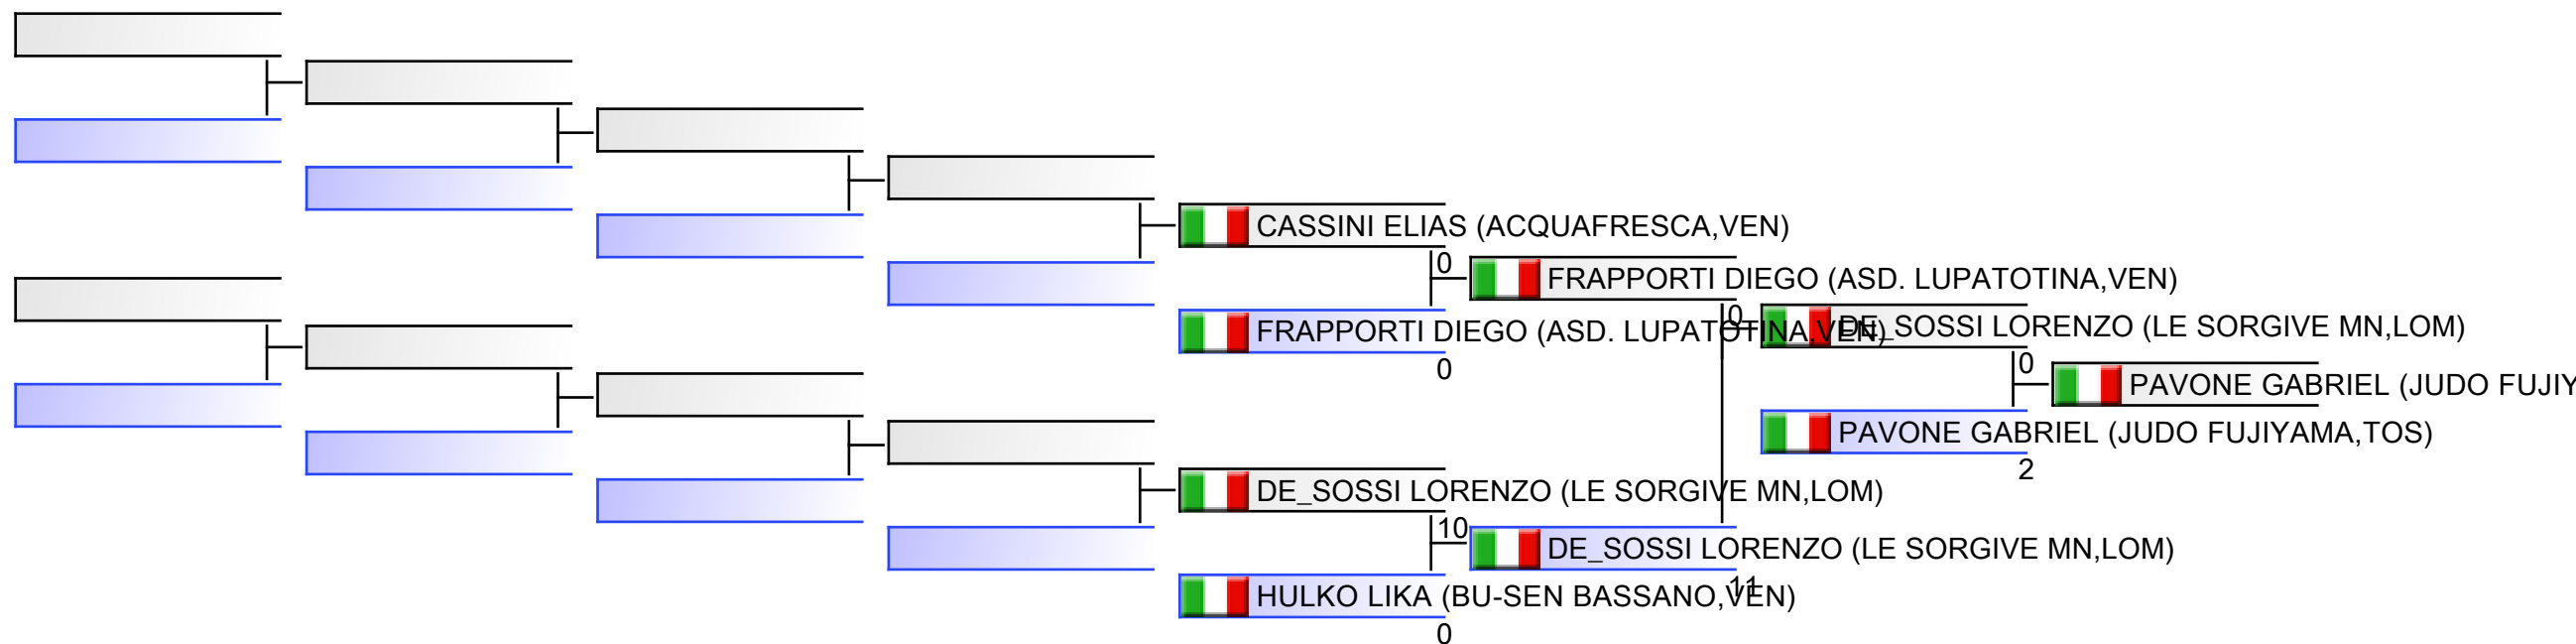 CASSINI ELIAS (ACQUAFRESCA,VEN)
0
FRAPPORTI DIEGO (ASD. LUPATOTINA,VEN)
FRAPPORTI DIEGO (ASD. LUPATOTINA,VEN)
0
0
DE_SOSSI LORENZO (LE SORGIVE MN,LOM)
0
PAVONE GABRIEL (JUDO FUJIY
PAVONE GABRIEL (JUDO FUJIYAMA,TOS)
2
DE_SOSSI LORENZO (LE SORGIVE MN,LOM)
10
DE_SOSSI LORENZO (LE SORGIVE MN,LOM)
11
HULKO LIKA (BU-SEN BASSANO,VEN)
0